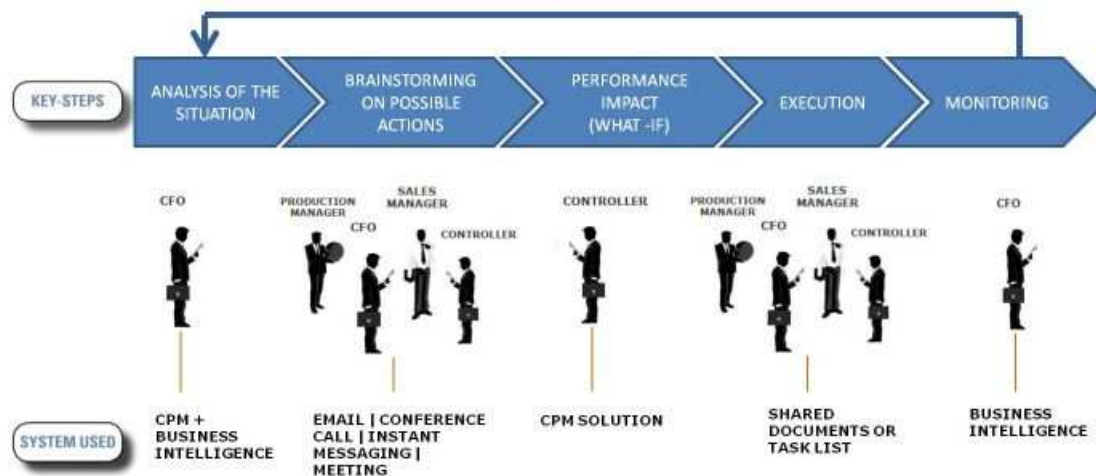 KEY-STEPS
ANALYSIS OF THE
SITUATION
BRAINSTORMING
ON POSSIBLE
ACTIONS
PERFORMANCE
IMPACT
(WHAT -IF)
EXECUTION
MONITORING
CFO
PRODUCTION
MANAGER
CFO
SALES
MANAGER
CONTROLLER
CONTROLLER
PRODUCTION
MANAGER
CFO
SALES
MANAGER
CONTROLLER
CFO
SYSTEM USED
CPM +
BUSINESS
INTELLIGENCE
EMAIL | CONFERENCE
CALL | INSTANT
MESSAGING |
MEETING
CPM SOLUTION
SHARED
DOCUMENTS OR
TASK LIST
BUSINESS
INTELLIGENCE